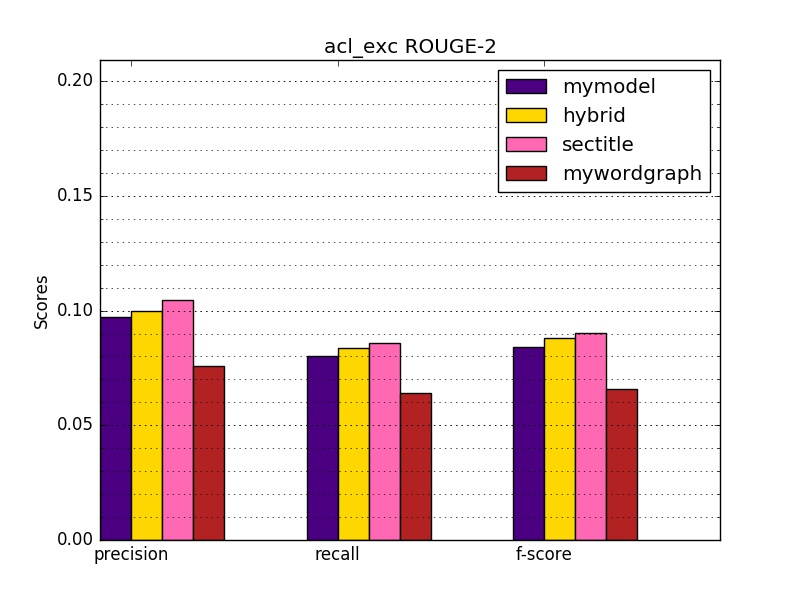 acl_exc ROUGE-2
mymodel
hybrid
sectitle
mywordgraph
Scores
0.20
0.15
0.10
0.05
0.00
precision
recall
f-score